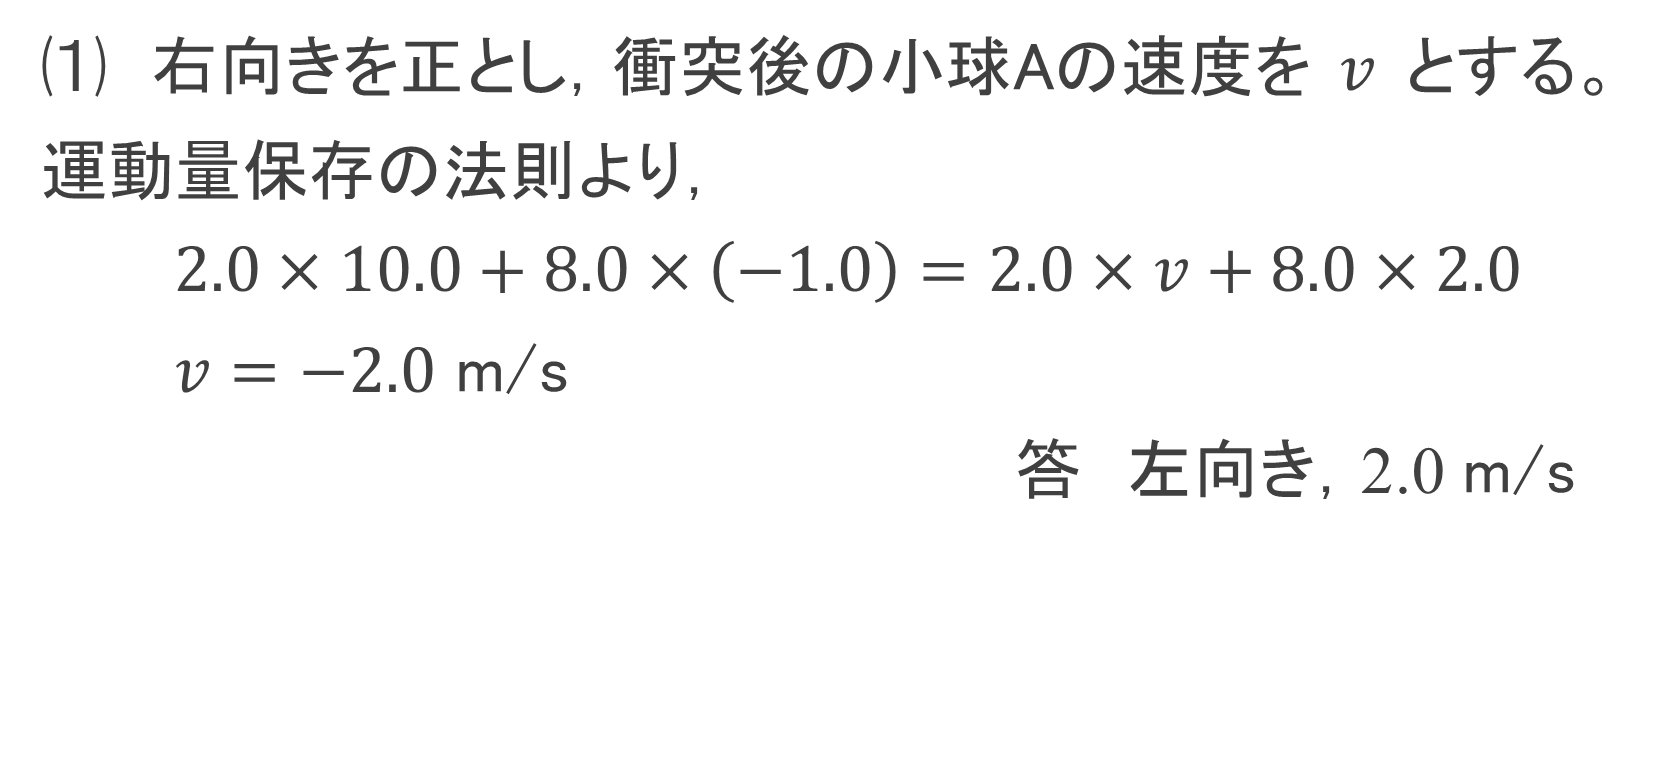 ⑴ 右向きを正とし, 衝突後の小球Aの速度を v とする。
運動量保存の法則より,
2.0 × 10.0 + 8.0 × (−1.0) = 2.0 × v + 8.0 × 2.0
v = −2.0 m/s
答 左向き, 2.0 m/s